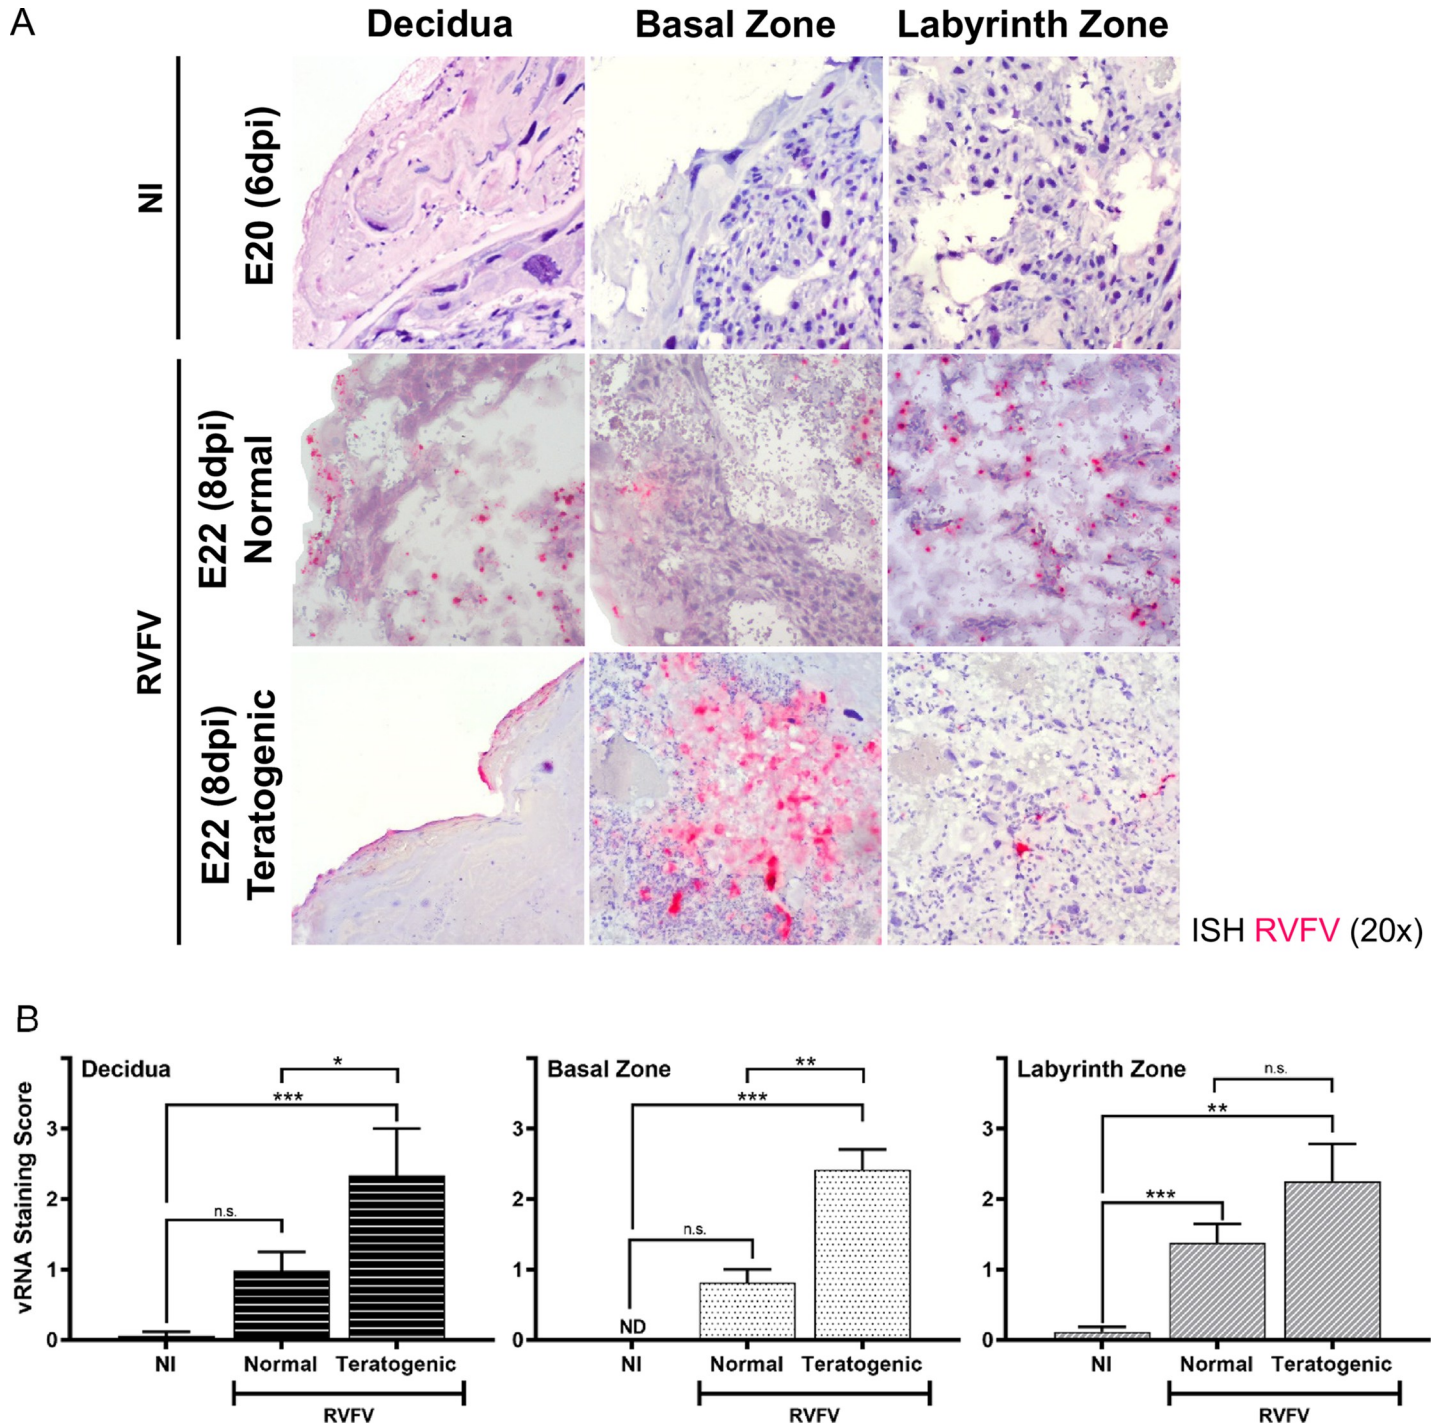 A
Decidua
Basal Zone
Labyrinth Zone
NI
E20 (6dpi)
RVFV
E22 (8dpi)
Normal
E22 (8dpi)
Teratogenic
ISH RVFV (20x)
B
vRNA Staining Score
Decidua
*
***
n.s.
3
2
1
0
NI
Normal
Teratogenic
RVFV
Basal Zone
**
***
n.s.
3
2
1
0
ND
NI
Normal
Teratogenic
RVFV
Labyrinth Zone
n.s.
**
***
3
2
1
0
NI
Normal
Teratogenic
RVFV